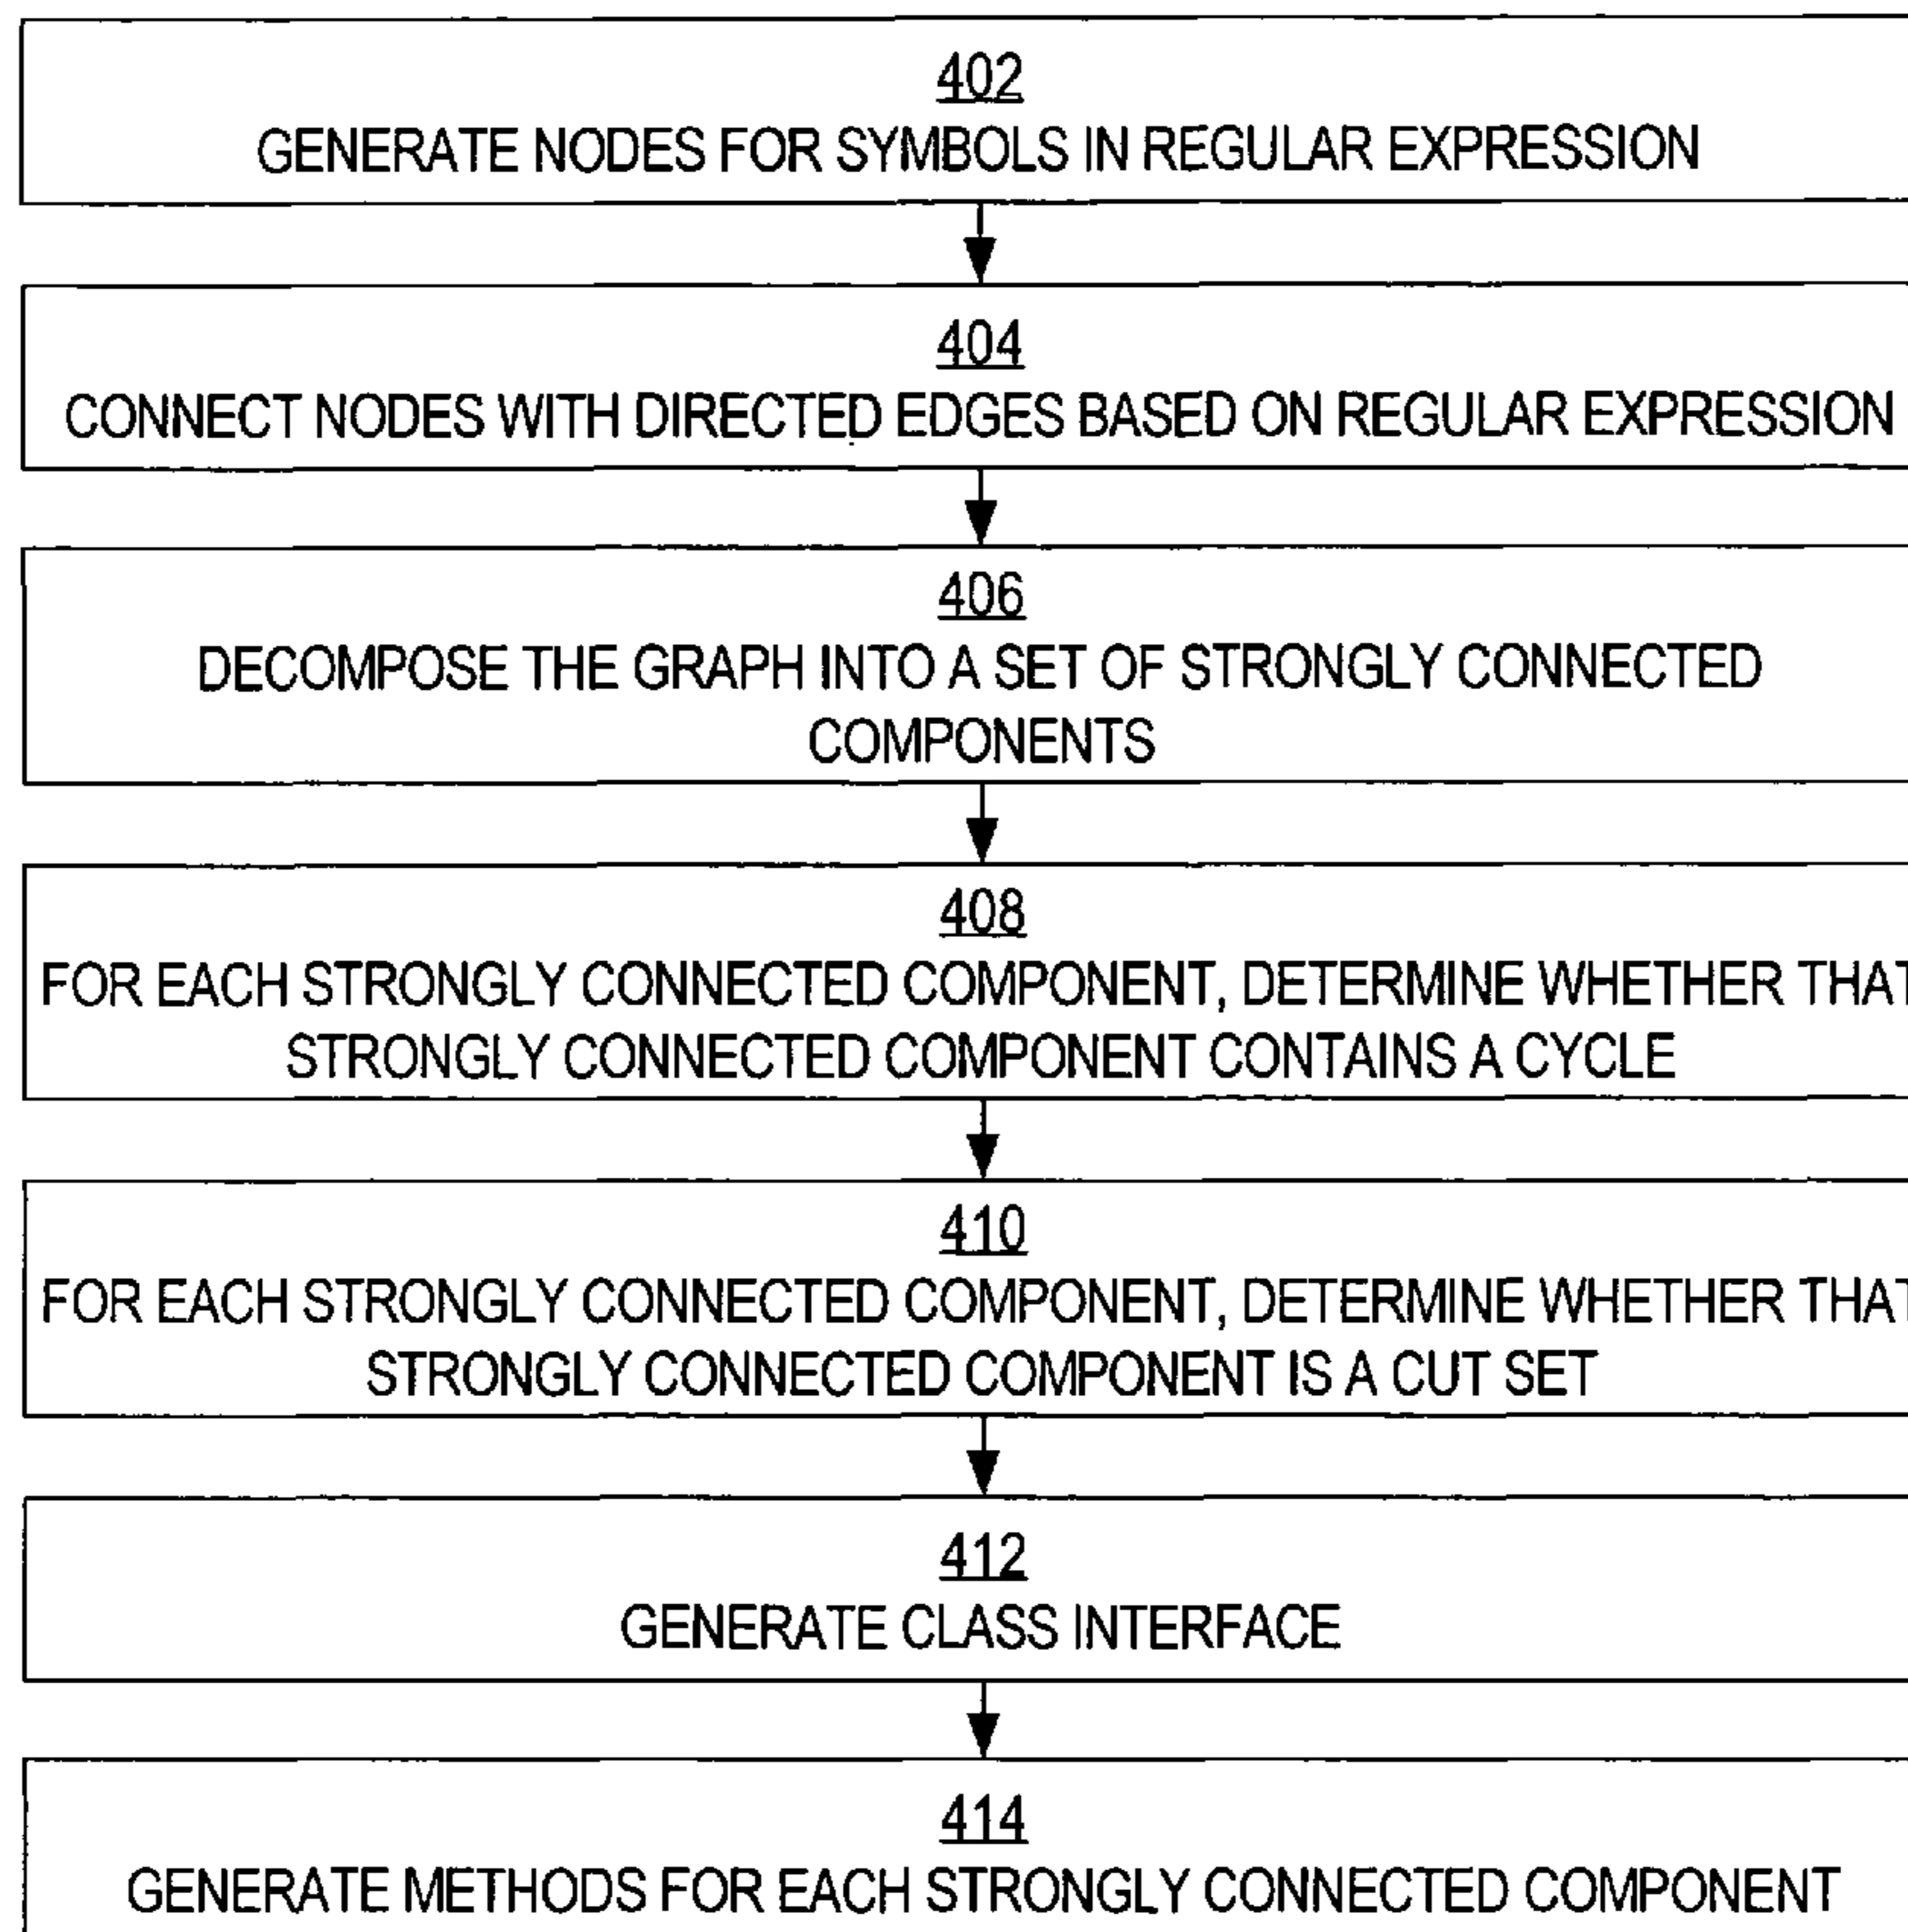 402
GENERATE NODES FOR SYMBOLS IN REGULAR EXPRESSION
404
CONNECT NODES WITH DIRECTED EDGES BASED ON REGULAR EXPRESSION
406
DECOMPOSE THE GRAPH INTO A SET OF STRONGLY CONNECTED
COMPONENTS
408
FOR EACH STRONGLY CONNECTED COMPONENT, DETERMINE WHETHER THAT
STRONGLY CONNECTED COMPONENT CONTAINS A CYCLE
410
FOR EACH STRONGLY CONNECTED COMPONENT, DETERMINE WHETHER THAT
STRONGLY CONNECTED COMPONENT IS A CUT SET
412
GENERATE CLASS INTERFACE
414
GENERATE METHODS FOR EACH STRONGLY CONNECTED COMPONENT